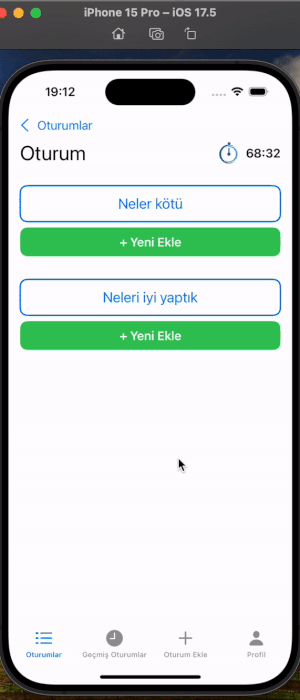 iPhone 15 Pro – iOS 17.5
19:12
Oturumlar
Oturum
68:32
Neler kötü
+ Yeni Ekle
Neleri iyi yaptık
+ Yeni Ekle
Oturumlar
Geçmiş Oturumlar
Oturum Ekle
Profil